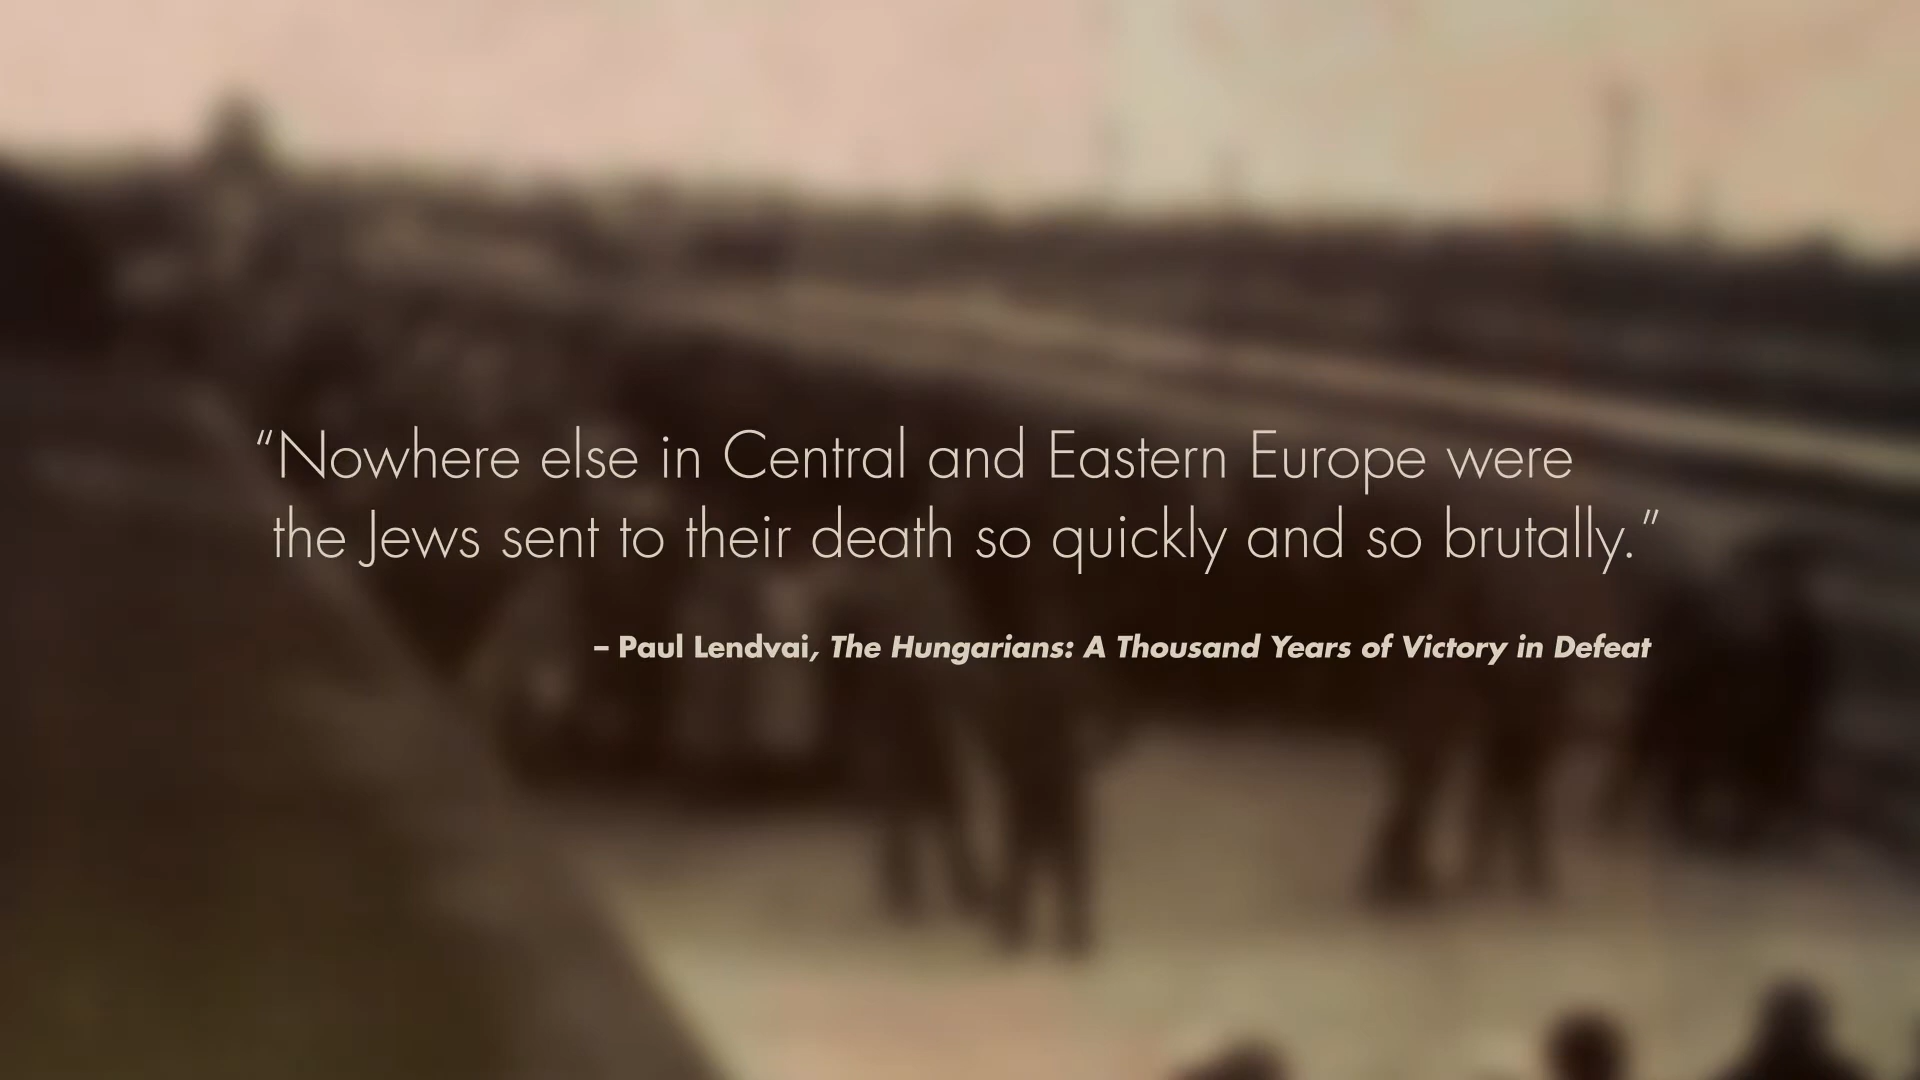 “Nowhere else in Central and Eastern Europe were
the Jews sent to their death so quickly and so brutally.”
– Paul Lendvai, The Hungarians: A Thousand Years of Victory in Defeat